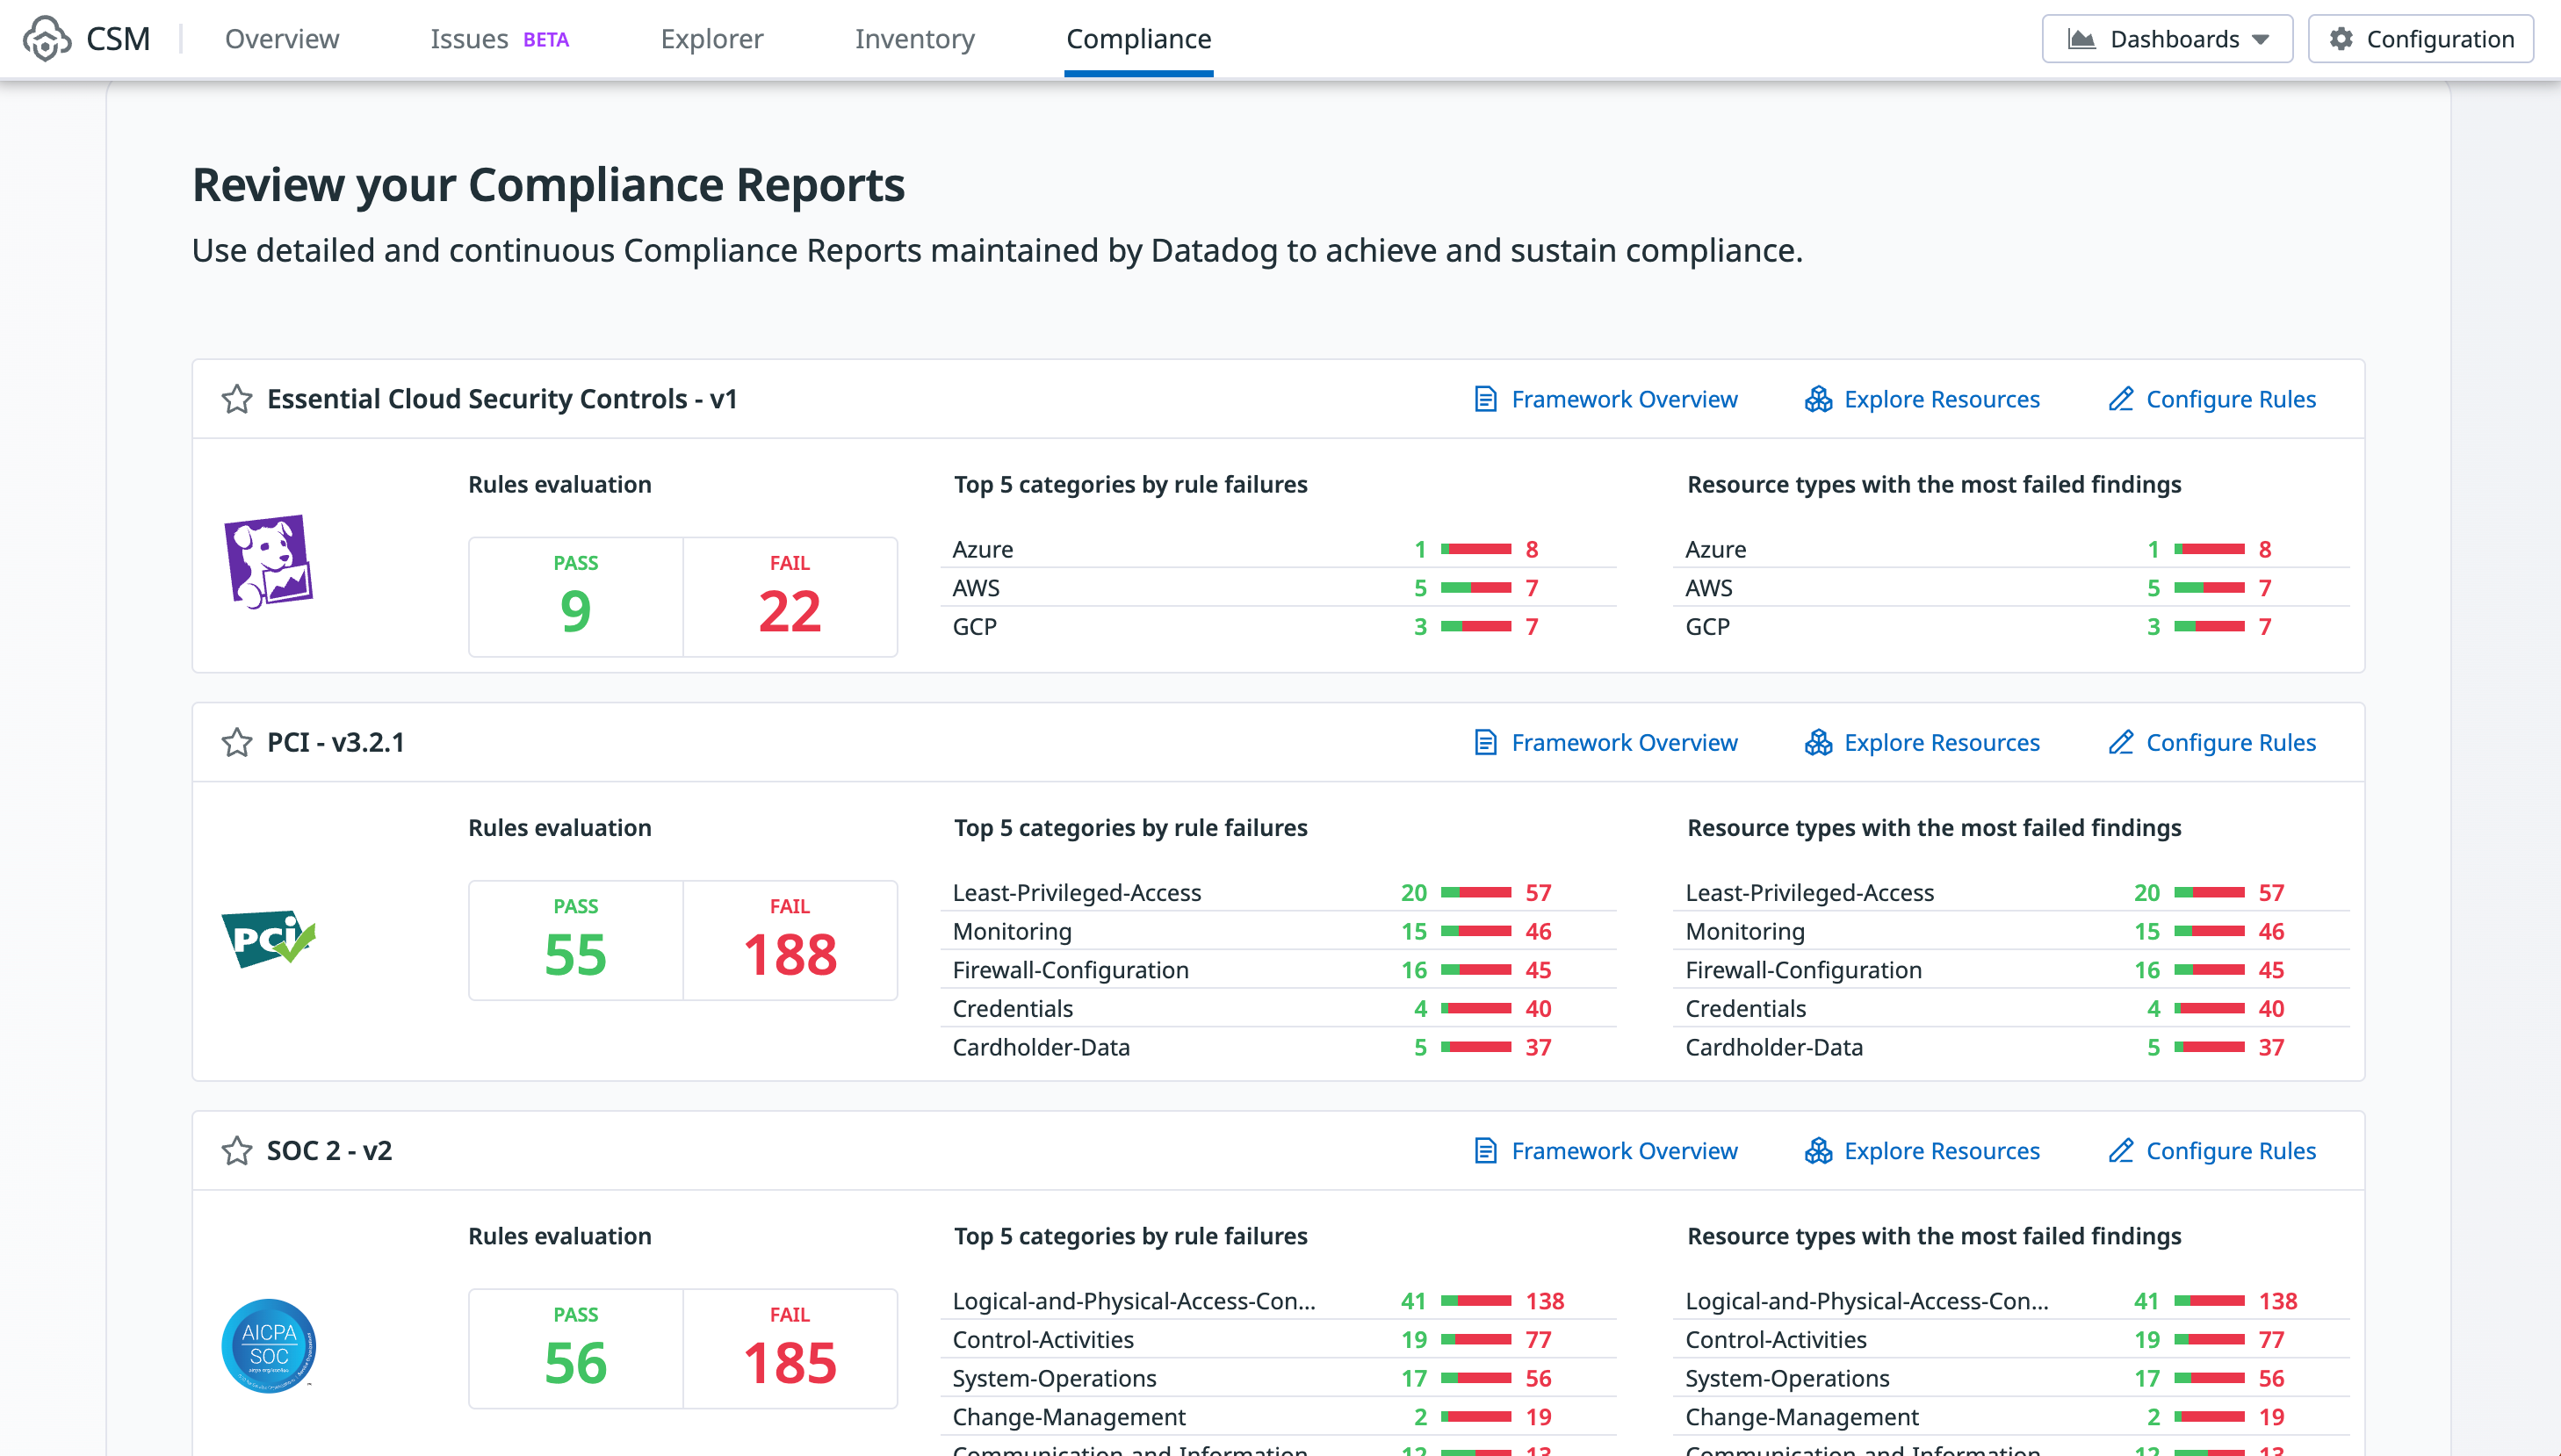 CSM
Overview
Issues BETA
Explorer
Inventory
Compliance
Dashboards
Configuration
Review your Compliance Reports
Use detailed and continuous Compliance Reports maintained by Datadog to achieve and sustain compliance.
Essential Cloud Security Controls - v1
Framework Overview
Explore Resources
Configure Rules
Rules evaluation
PASS
9
FAIL
22
Top 5 categories by rule failures
Azure 1 8
AWS 5 7
GCP 3 7
Resource types with the most failed findings
Azure 1 8
AWS 5 7
GCP 3 7
PCI - v3.2.1
Framework Overview
Explore Resources
Configure Rules
PCi
Rules evaluation
PASS
55
FAIL
188
Top 5 categories by rule failures
Least-Privileged-Access 20 57
Monitoring 15 46
Firewall-Configuration 16 45
Credentials 4 40
Cardholder-Data 5 37
Resource types with the most failed findings
Least-Privileged-Access 20 57
Monitoring 15 46
Firewall-Configuration 16 45
Credentials 4 40
Cardholder-Data 5 37
SOC 2 - v2
Framework Overview
Explore Resources
Configure Rules
AICPA
SOC
Rules evaluation
PASS
56
FAIL
185
Top 5 categories by rule failures
Logical-and-Physical-Access-Con... 41 138
Control-Activities 19 77
System-Operations 17 56
Change-Management 2 19
Communication-and-Information 12 13
Resource types with the most failed findings
Logical-and-Physical-Access-Con... 41 138
Control-Activities 19 77
System-Operations 17 56
Change-Management 2 19
Communication-and-Information 12 13